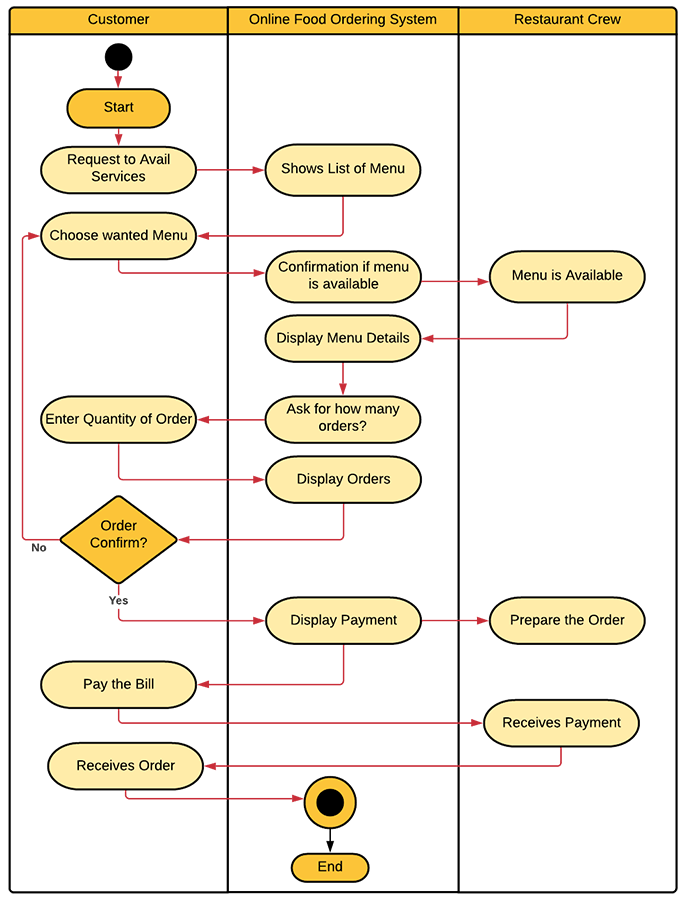 Customer
Online Food Ordering System
Restaurant Crew
Start
Request to Avail
Services
Shows List of Menu
Choose wanted Menu
Confirmation if menu
is available
Menu is Available
Display Menu Details
Ask for how many
orders?
Enter Quantity of Order
Display Orders
Order
Confirm?
No
Yes
Display Payment
Prepare the Order
Pay the Bill
Receives Payment
Receives Order
End